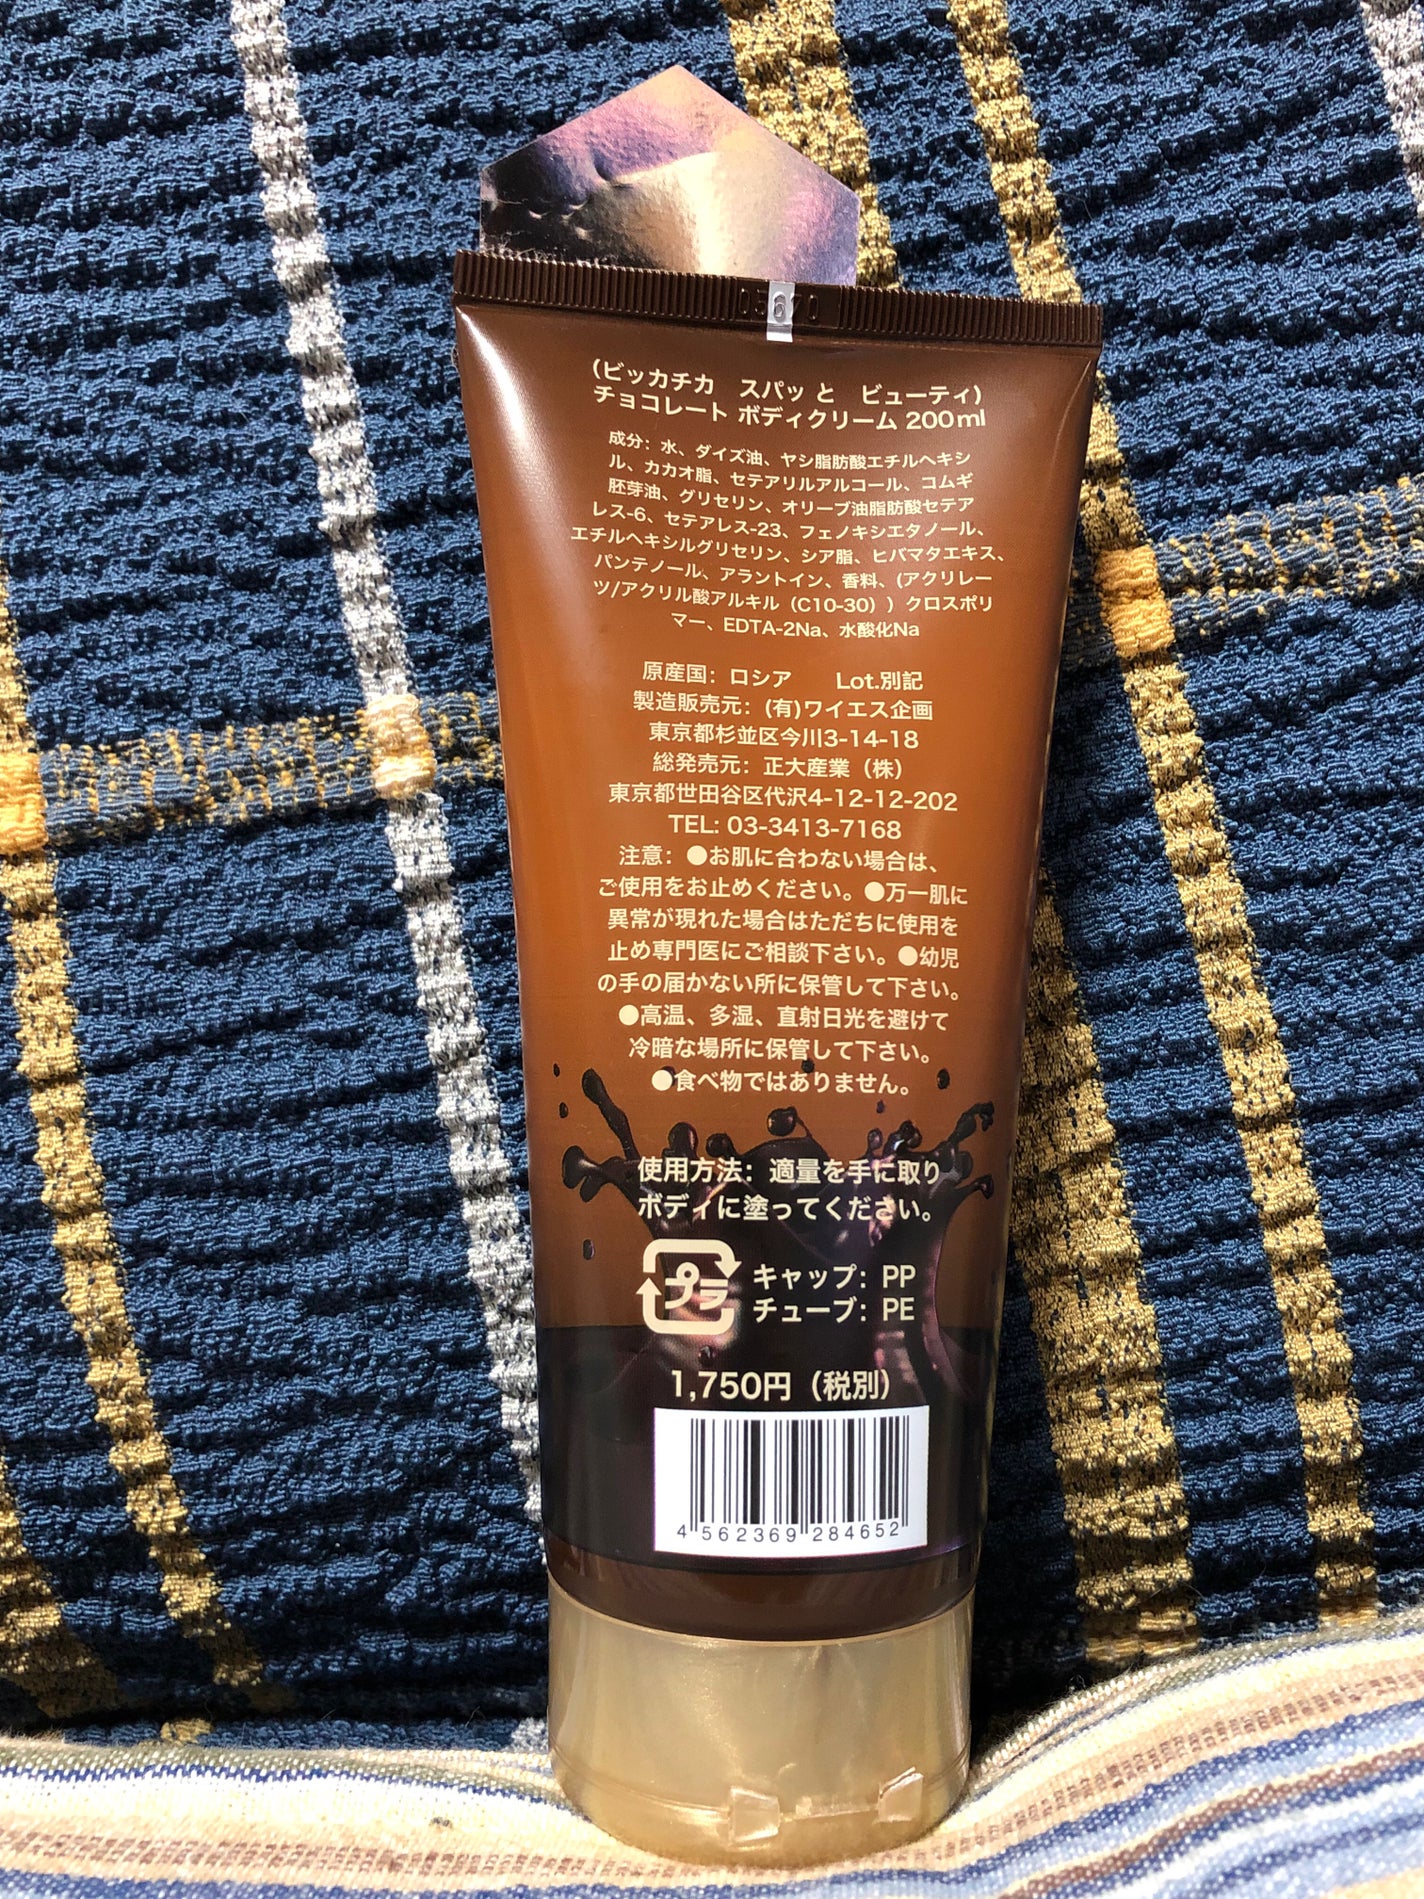 05670
（ビッカチカ　スパッ と　ビューティ）
チョコレート ボディクリーム 200ml
成分：水、ダイズ油、ヤシ脂肪酸エチルヘキシ
ル、カカオ脂、セテアリルアルコール、コムギ
胚芽油、グリセリン、オリーブ油脂肪酸セテア
レス-6、セテアレス-23、フェノキシエタノール、
エチルヘキシルグリセリン、シア脂、ヒバマタエキス、
パンテノール、アラントイン、香料、(アクリレー
ツ/アクリル酸アルキル（C10-30））クロスポリ
マー、EDTA-2Na、水酸化Na
原産国：ロシア　　Lot.別記
製造販売元：(有)ワイエス企画
東京都杉並区今川3-14-18
総発売元：正大産業（株）
東京都世田谷区代沢4-12-12-202
TEL: 03-3413-7168
注意：●お肌に合わない場合は、
ご使用をお止めください。●万一肌に
異常が現れた場合はただちに使用を
止め専門医にご相談下さい。●幼児
の手の届かない所に保管して下さい。
●高温、多湿、直射日光を避けて
冷暗な場所に保管して下さい。
●食べ物ではありません。
使用方法：適量を手に取り
ボディに塗ってください。
プラ
キャップ：PP
チューブ：PE
1,750円（税別）
4 562369 284652